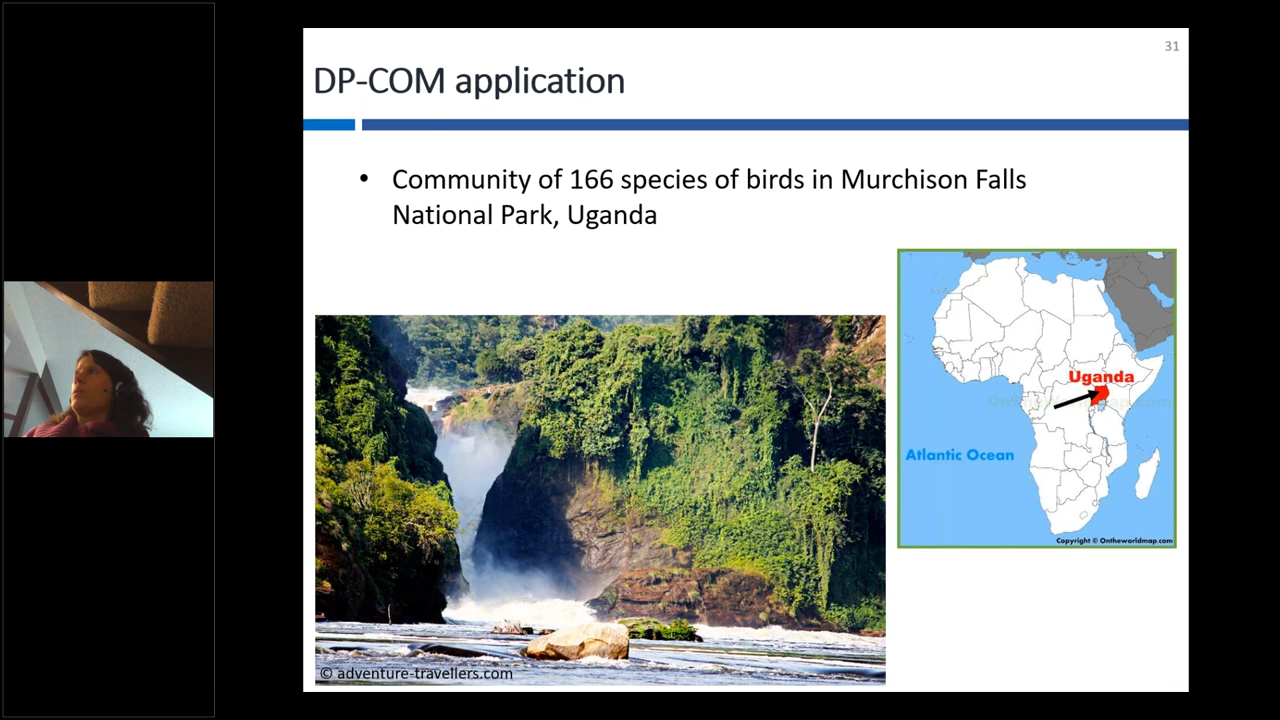 31
DP-COM application
• Community of 166 species of birds in Murchison Falls
National Park, Uganda
Uganda
Atlantic Ocean
Copyright © Ontheworldmap.com
© adventure-travellers.com